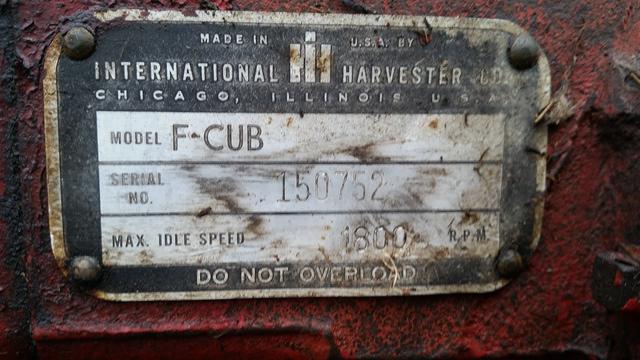 MADE IN IH U.S.A. BY
INTERNATIONAL HARVESTER CO.
CHICAGO, ILLINOIS U.S.A.
MODEL F-CUB
SERIAL NO. 150752
MAX. IDLE SPEED 1800 R.P.M.
DO NOT OVERLOAD